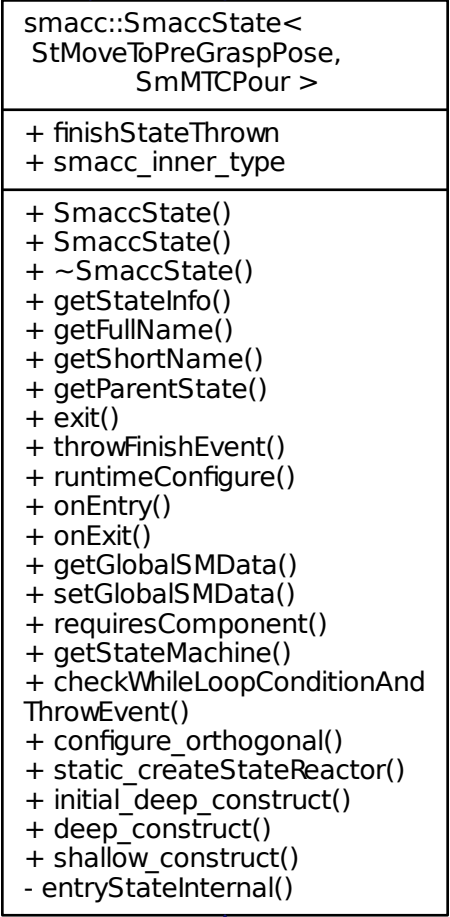 smacc::SmaccState<
StMoveToPreGraspPose,
SmMTCPour >
+ finishStateThrown
+ smacc_inner_type
+ SmaccState()
+ SmaccState()
+ ~SmaccState()
+ getStateInfo()
+ getFullName()
+ getShortName()
+ getParentState()
+ exit()
+ throwFinishEvent()
+ runtimeConfigure()
+ onEntry()
+ onExit()
+ getGlobalSMData()
+ setGlobalSMData()
+ requiresComponent()
+ getStateMachine()
+ checkWhileLoopConditionAnd
ThrowEvent()
+ configure_orthogonal()
+ static_createStateReactor()
+ initial_deep_construct()
+ deep_construct()
+ shallow_construct()
- entryStateInternal()